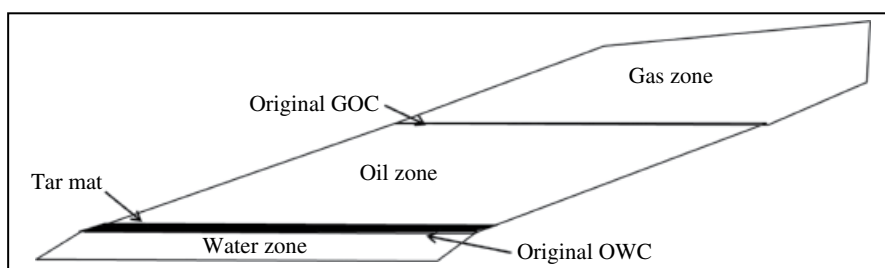 Gas zone
Original GOC
Oil zone
Tar mat
Water zone
Original OWC